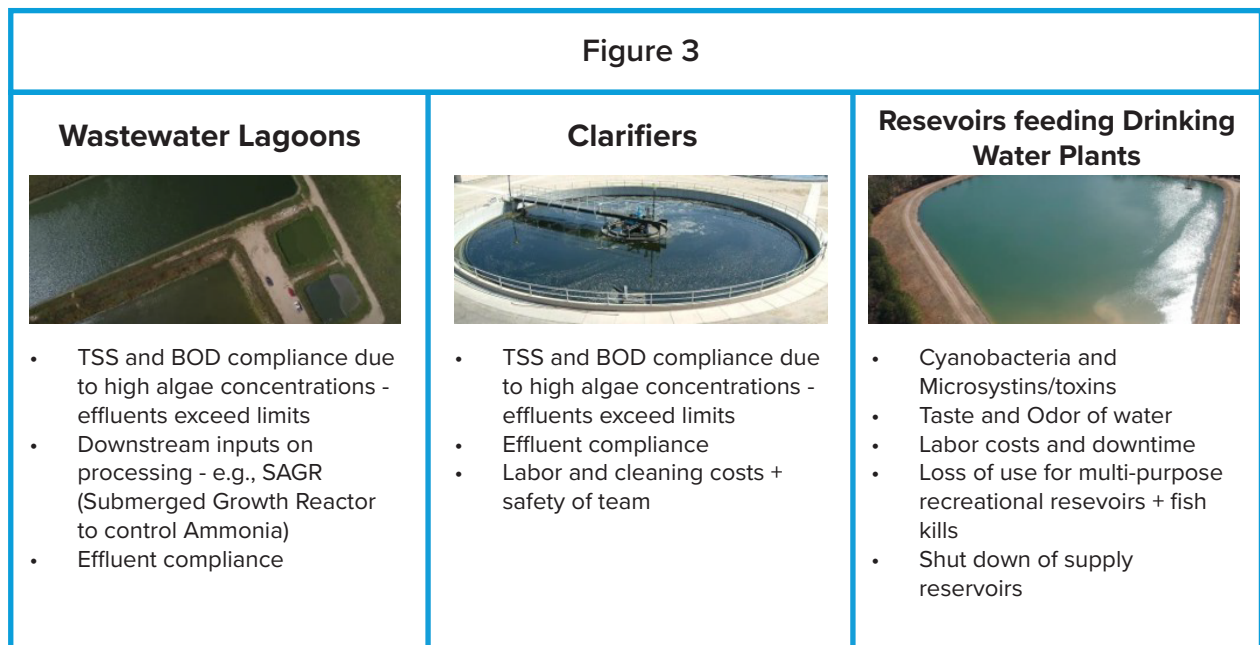 Figure 3
Wastewater Lagoons
• TSS and BOD compliance due
to high algae concentrations -
effluents exceed limits
• Downstream inputs on
processing - e.g., SAGR
(Submerged Growth Reactor
to control Ammonia)
• Effluent compliance
Clarifiers
• TSS and BOD compliance due
to high algae concentrations -
effluents exceed limits
• Effluent compliance
• Labor and cleaning costs +
safety of team
Resevoirs feeding Drinking
Water Plants
• Cyanobacteria and
Microsystins/toxins
• Taste and Odor of water
• Labor costs and downtime
• Loss of use for multi-purpose
recreational resevoirs + fish
kills
• Shut down of supply
reservoirs